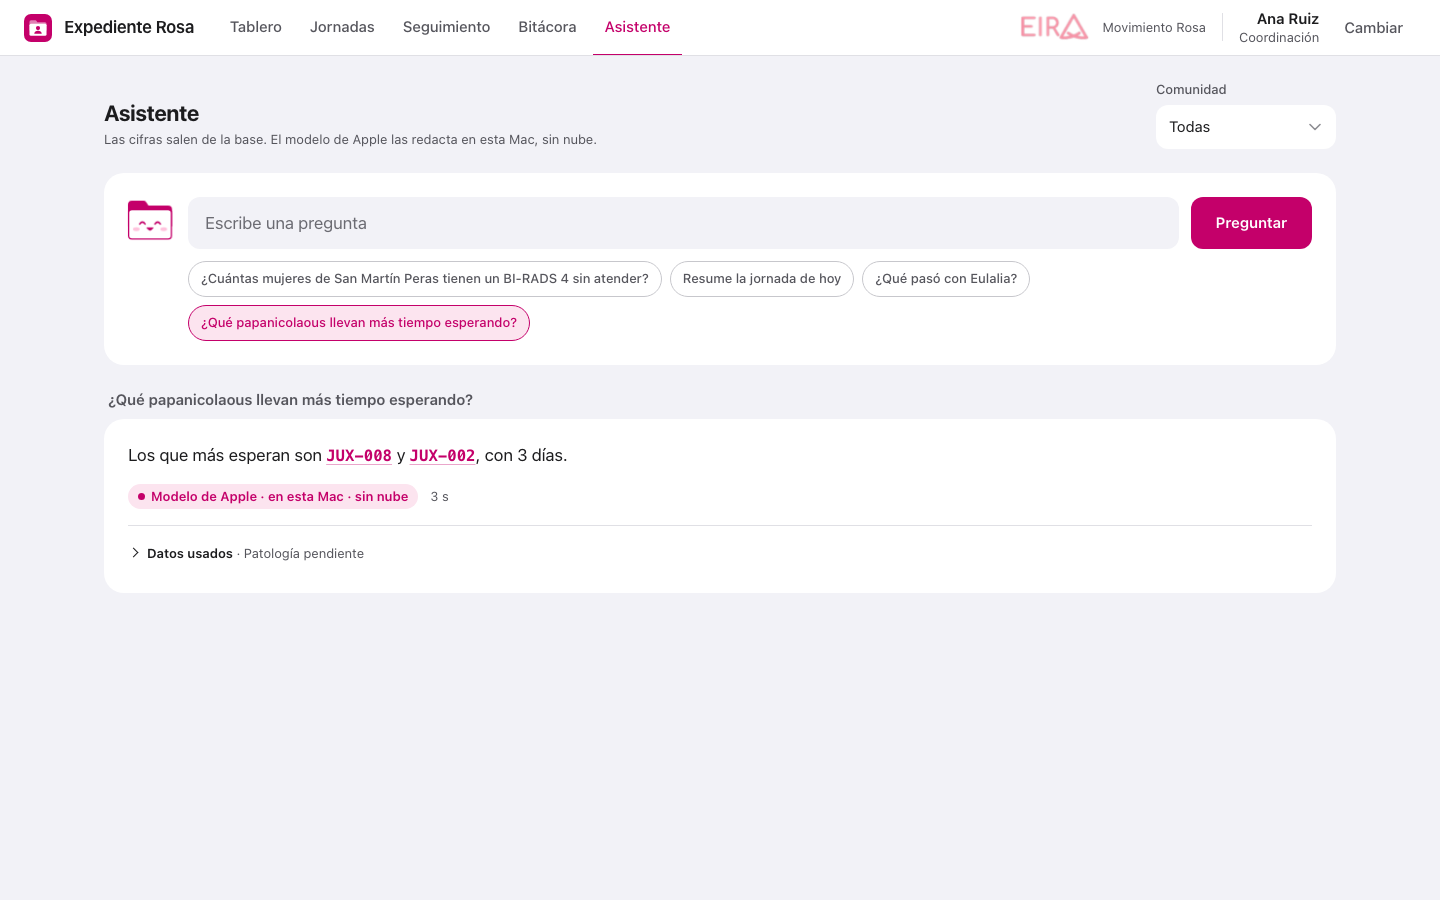 Expediente Rosa
Tablero
Jornadas
Seguimiento
Bitácora
Asistente
EIRA
Movimiento Rosa
Ana Ruiz
Coordinación
Cambiar
Asistente
Las cifras salen de la base. El modelo de Apple las redacta en esta Mac, sin nube.
Comunidad
Todas
Escribe una pregunta
Preguntar
¿Cuántas mujeres de San Martín Peras tienen un BI-RADS 4 sin atender?
Resume la jornada de hoy
¿Qué pasó con Eulalia?
¿Qué papanicolaous llevan más tiempo esperando?
¿Qué papanicolaous llevan más tiempo esperando?
Los que más esperan son JUX-008 y JUX-002, con 3 días.
Modelo de Apple · en esta Mac · sin nube
3 s
Datos usados · Patología pendiente